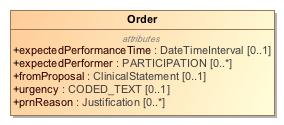 Order
attributes
+expectedPerformanceTime : DateTimeInterval [0..1]
+expectedPerformer : PARTICIPATION [0..*]
+fromProposal : ClinicalStatement [0..1]
+urgency : CODED_TEXT [0..1]
+prnReason : Justification [0..*]